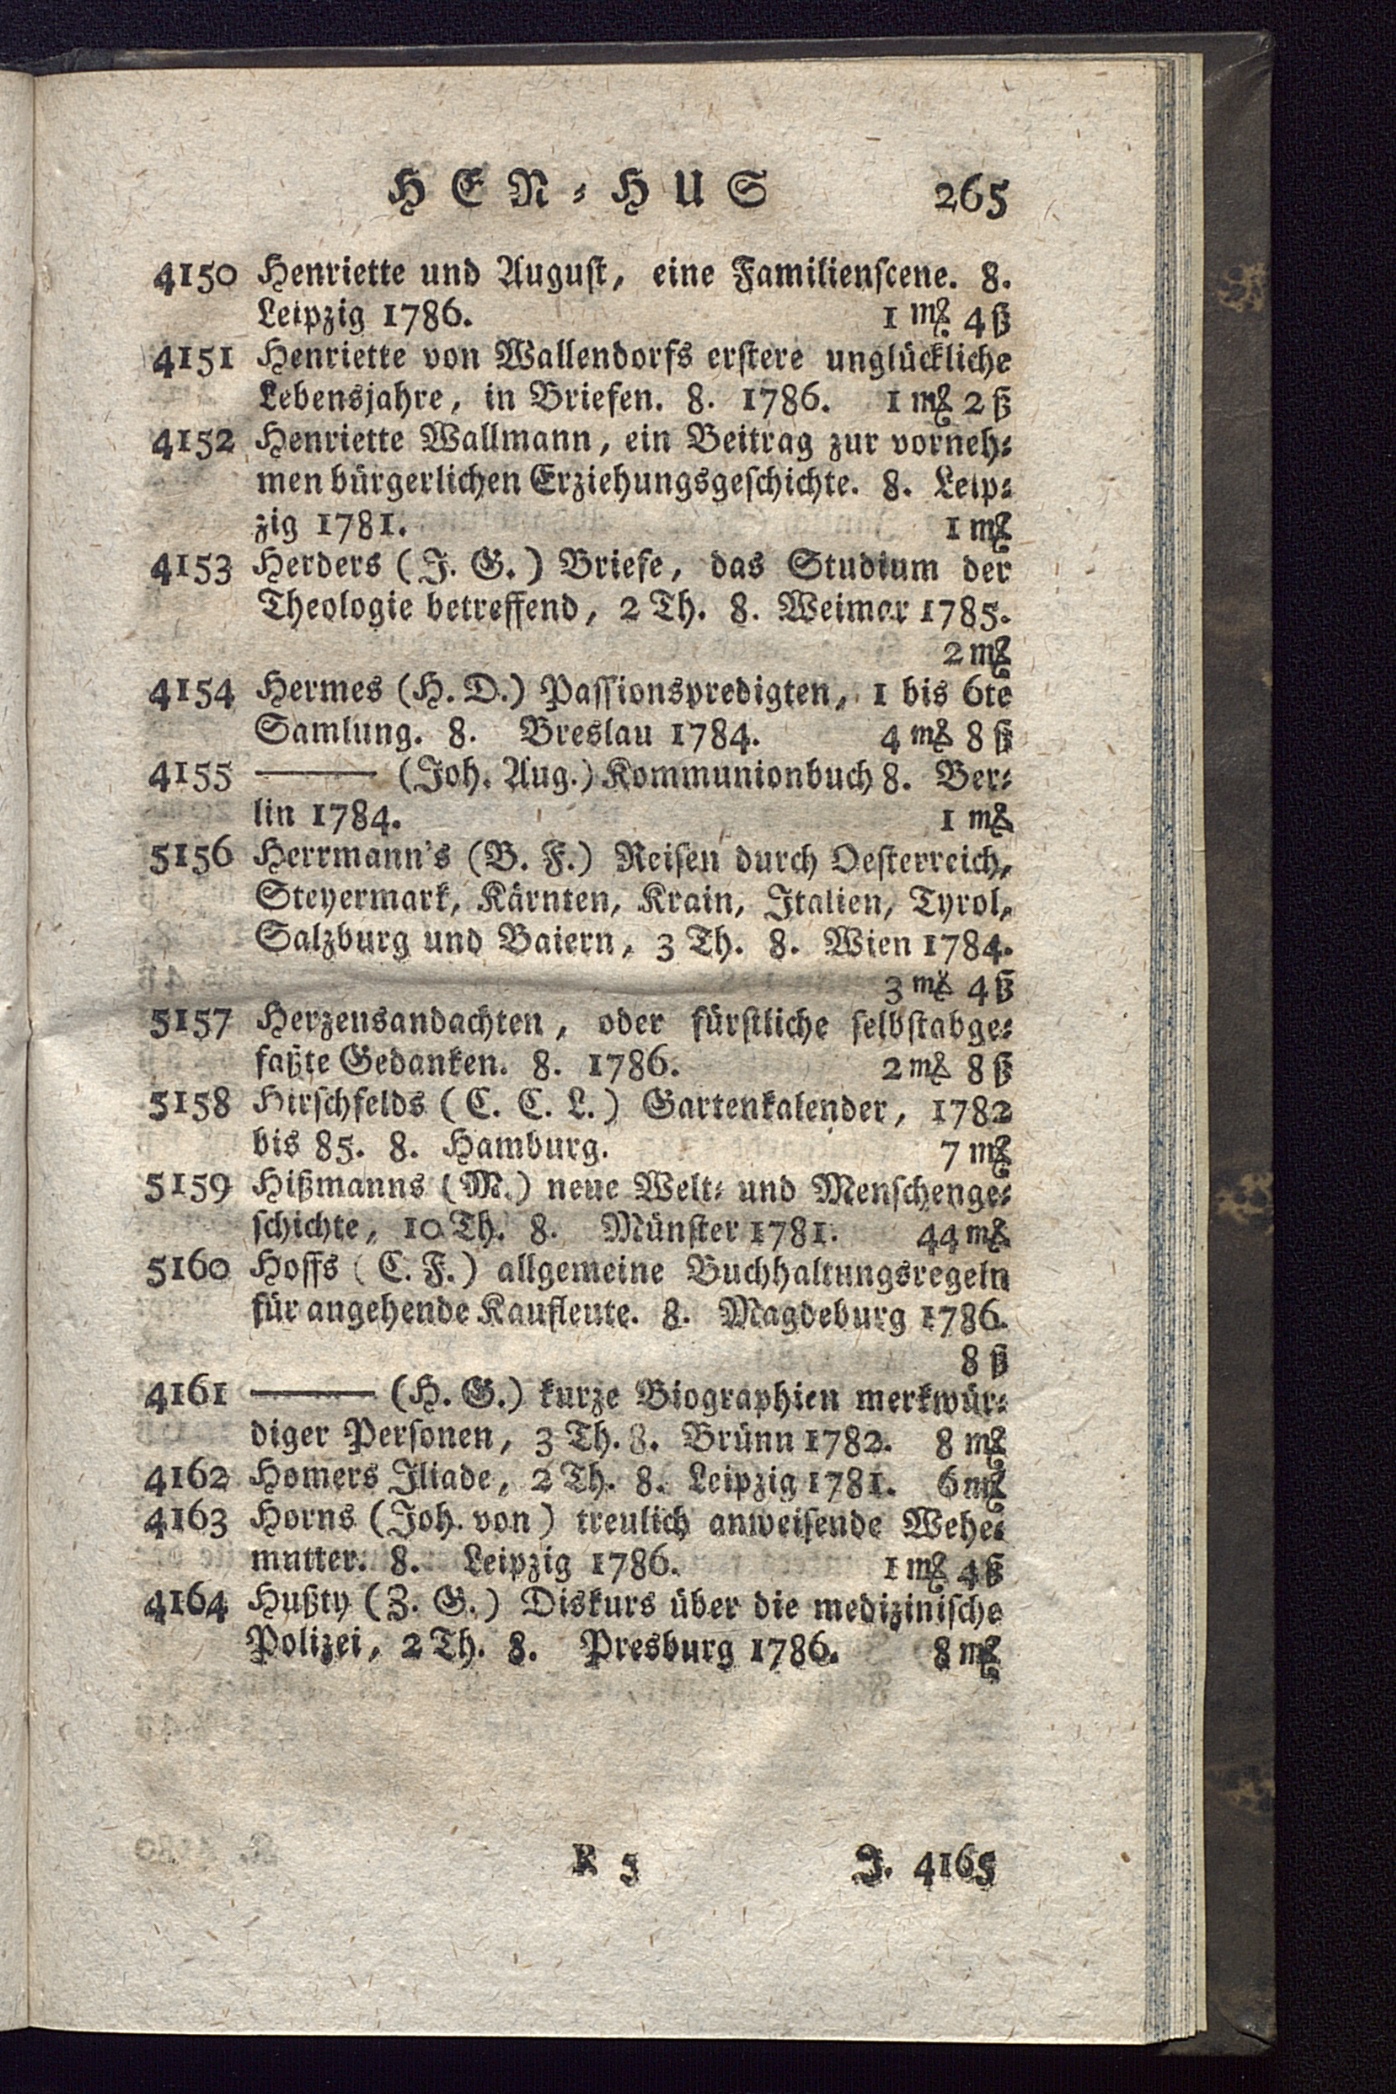 HEN-HUS 265
4150 Henriette und August, eine Familienscene. 8.
Leipzig 1786. 1 mk 4 ß
4151 Henriette von Wallendorfs erstere unglückliche
Lebensjahre, in Briefen. 8. 1786. 1 mk 2 ß
4152 Henriette Wallmann, ein Beitrag zur vorneh-
men bürgerlichen Erziehungsgeschichte. 8. Leip-
zig 1781. 1 mk
4153 Herders (J. G.) Briefe, das Studium der
Theologie betreffend, 2 Th. 8. Weimar 1785.
2 mk
4154 Hermes (H. D.) Passionspredigten, 1 bis 6te
Samlung. 8. Breslau 1784. 4 mk 8 ß
4155 ——— (Joh. Aug.) Kommunionbuch 8. Ber-
lin 1784. 1 mk
5156 Herrmann's (B. F.) Reisen durch Oesterreich,
Steyermark, Kärnten, Krain, Italien, Tyrol,
Salzburg und Baiern, 3 Th. 8. Wien 1784.
3 mk 4 ß
5157 Herzensandachten, oder fürstliche selbstabge-
faßte Gedanken. 8. 1786. 2 mk 8 ß
5158 Hirschfelds (C. C. L.) Gartenkalender, 1782
bis 85. 8. Hamburg. 7 mk
5159 Hißmanns (M.) neue Welt- und Menschenge-
schichte, 10 Th. 8. Münster 1781. 44 mk
5160 Hoffs (C. F.) allgemeine Buchhaltungsregeln
für angehende Kaufleute. 8. Magdeburg 1786.
8 ß
4161 ——— (H. G.) kurze Biographien merkwür-
diger Personen, 3 Th. 8. Brünn 1782. 8 mk
4162 Homers Iliade, 2 Th. 8. Leipzig 1781. 6 mk
4163 Horns (Joh. von) treulich anweisende Wehe-
mutter. 8. Leipzig 1786. 1 mk 4 ß
4164 Hußty (Z. G.) Diskurs über die medizinische
Polizei, 2 Th. 8. Presburg 1786. 8 mk
R 5 J. 4165